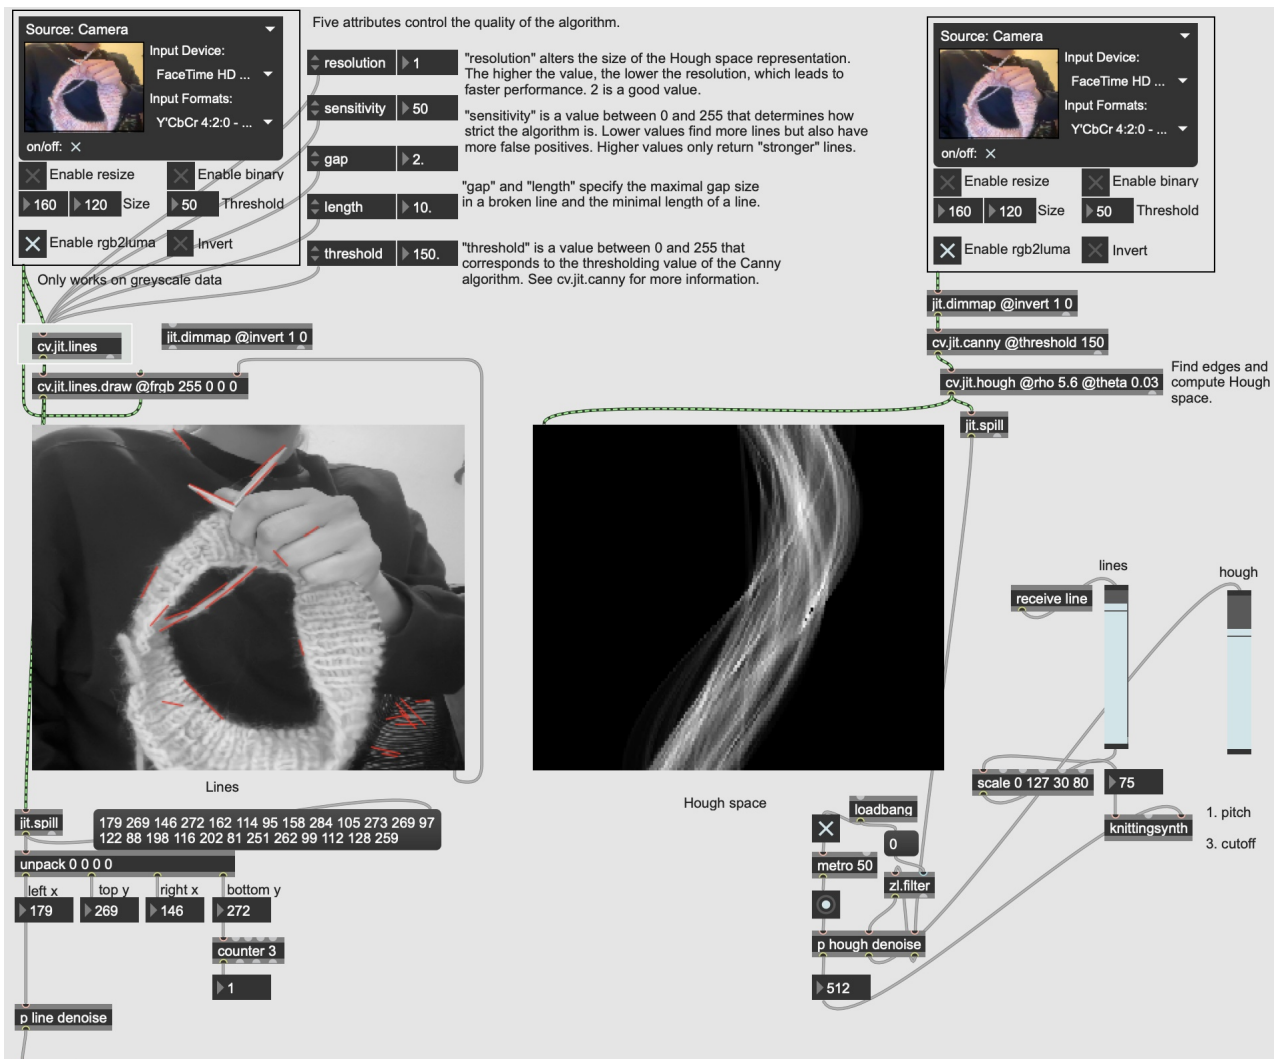 Source: Camera
Input Device:
FaceTime HD ...
Input Formats:
Y'CbCr 4:2:0 - ...
on/off:
Enable resize
Enable binary
160
120
Size
50
Threshold
Enable rgb2luma
Invert
Only works on greyscale data
Five attributes control the quality of the algorithm.
resolution
1
"resolution" alters the size of the Hough space representation.
The higher the value, the lower the resolution, which leads to
faster performance. 2 is a good value.
sensitivity
50
"sensitivity" is a value between 0 and 255 that determines how
strict the algorithm is. Lower values find more lines but also have
more false positives. Higher values only return "stronger" lines.
gap
2.
length
10.
"gap" and "length" specify the maximal gap size
in a broken line and the minimal length of a line.
threshold
150.
"threshold" is a value between 0 and 255 that
corresponds to the thresholding value of the Canny
algorithm. See cv.jit.canny for more information.
Source: Camera
Input Device:
FaceTime HD ...
Input Formats:
Y'CbCr 4:2:0 - ...
on/off:
Enable resize
Enable binary
160
120
Size
50
Threshold
Enable rgb2luma
Invert
cv.jit.lines
jit.dimmap @invert 1 0
cv.jit.lines.draw @frgb 255 0 0 0
jit.dimmap @invert 1 0
cv.jit.canny @threshold 150
cv.jit.hough @rho 5.6 @theta 0.03
Find edges and
compute Hough
space.
jit.spill
lines
hough
receive line
Lines
Hough space
jit.spill
179 269 146 272 162 114 95 158 284 105 273 269 97
122 88 198 116 202 81 251 262 99 112 128 259
unpack 0 0 0 0
left x
top y
right x
bottom y
179
269
146
272
counter 3
1
p line denoise
loadbang
0
metro 50
zl.filter
p hough denoise
512
scale 0 127 30 80
75
knittingsynth
1. pitch
3. cutoff